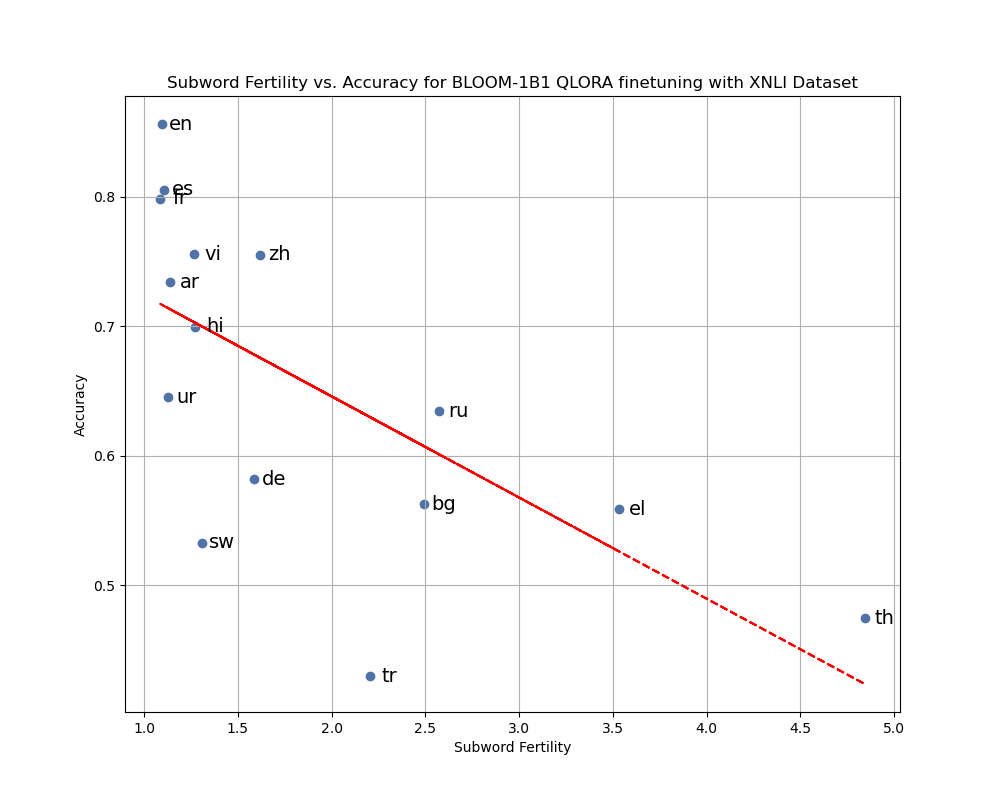 Subword Fertility vs. Accuracy for BLOOM-1B1 QLORA finetuning with XNLI Dataset
en
es
fr
0.8
vi
zh
ar
hi
0.7
ur
ru
Accuracy
0.6
de
bg
el
sw
0.5
th
tr
1.0 1.5 2.0 2.5 3.0 3.5 4.0 4.5 5.0
Subword Fertility